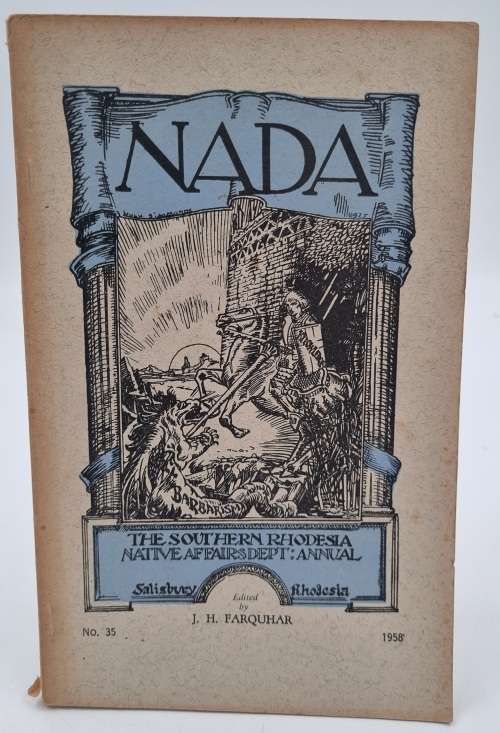 NADA
BARBARISM
THE SOUTHERN RHODESIA
NATIVE AFFAIRS DEPT: ANNUAL
Salisbury Rhodesia
Edited
by
J. H. FARQUHAR
No. 35 1958